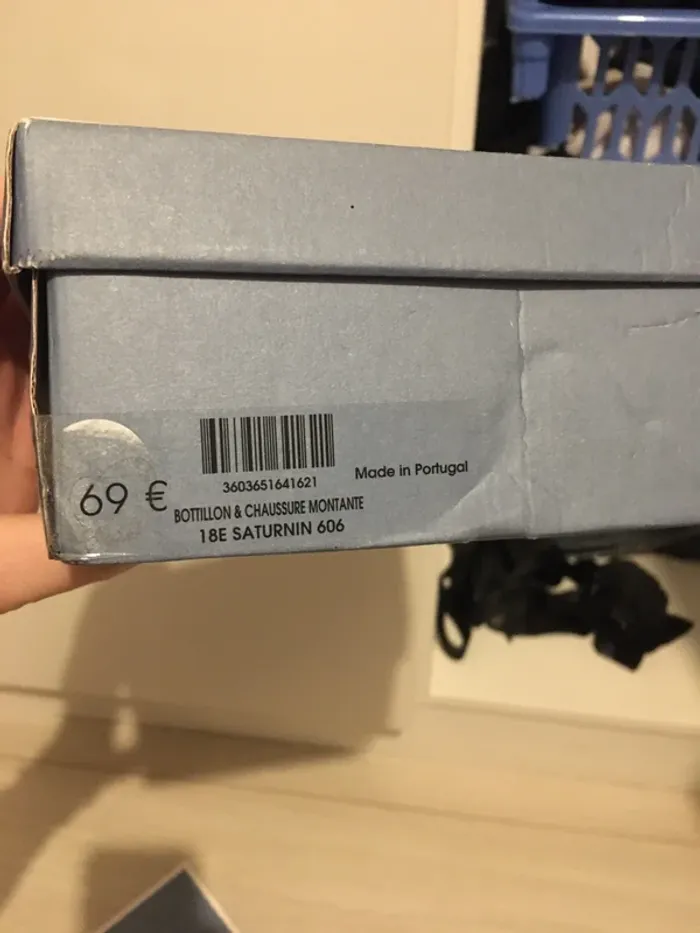 69 €
3603651641621
Made in Portugal
BOTTILLON & CHAUSSURE MONTANTE
18E SATURNIN 606